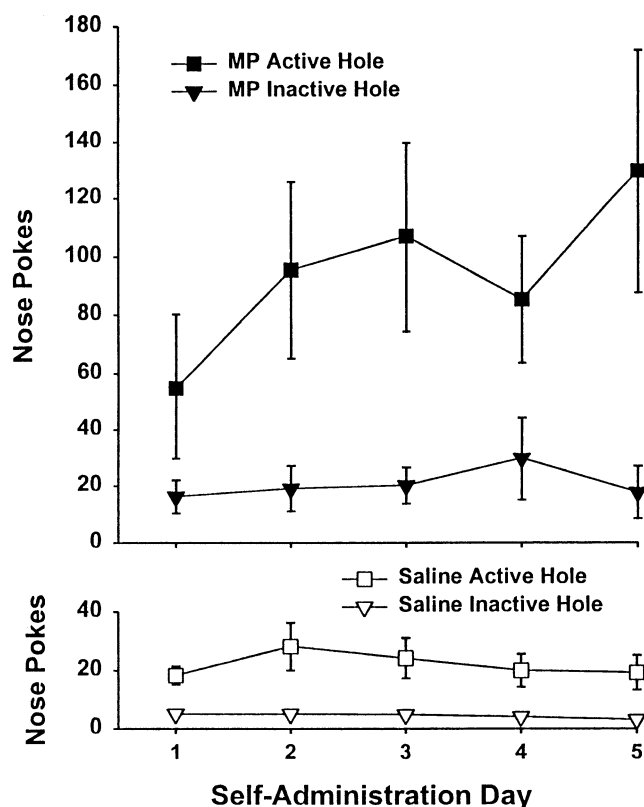 180
160
140
120
100
80
60
40
20
0
Nose Pokes
MP Active Hole
MP Inactive Hole
Saline Active Hole
Saline Inactive Hole
40
20
0
Nose Pokes
1 2 3 4 5
Self-Administration Day